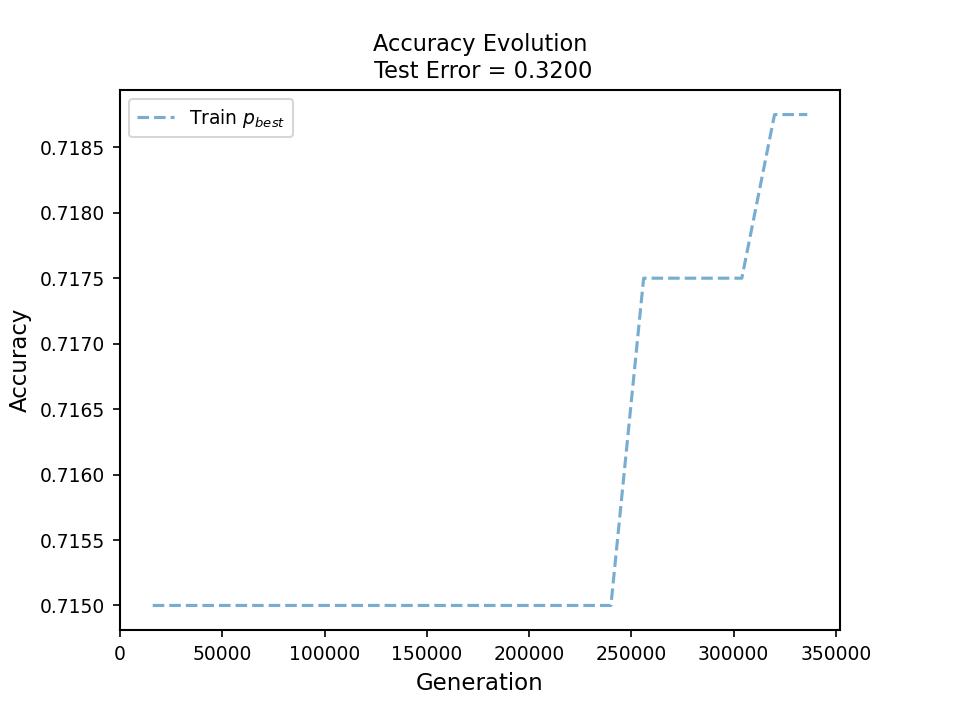 Accuracy Evolution
Test Error = 0.3200
Train p_best
0.7185
0.7180
0.7175
0.7170
0.7165
0.7160
0.7155
0.7150
Accuracy
0 50000 100000 150000 200000 250000 300000 350000
Generation